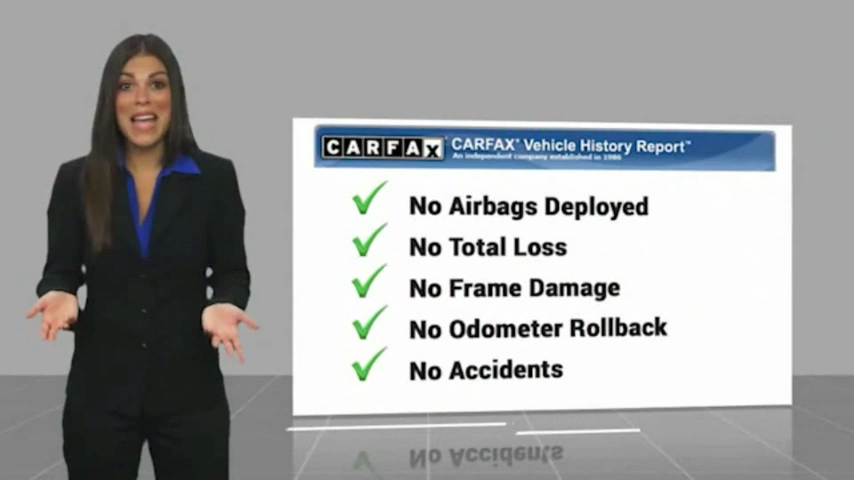 CARFAX CARFAX® Vehicle History Report™
An independent company established in 1986
No Airbags Deployed
No Total Loss
No Frame Damage
No Odometer Rollback
No Accidents
No Accidents